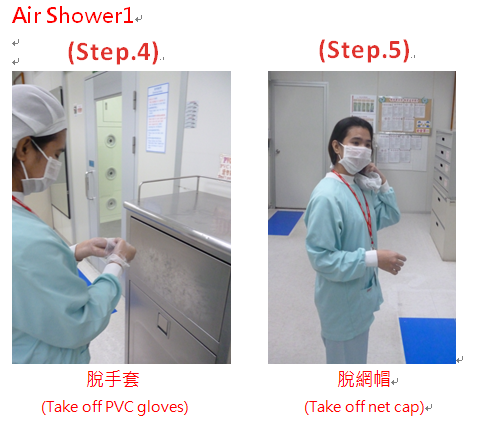 Air Shower1
(Step.4)
(Step.5)
脫手套
脫網帽
(Take off PVC gloves)
(Take off net cap)